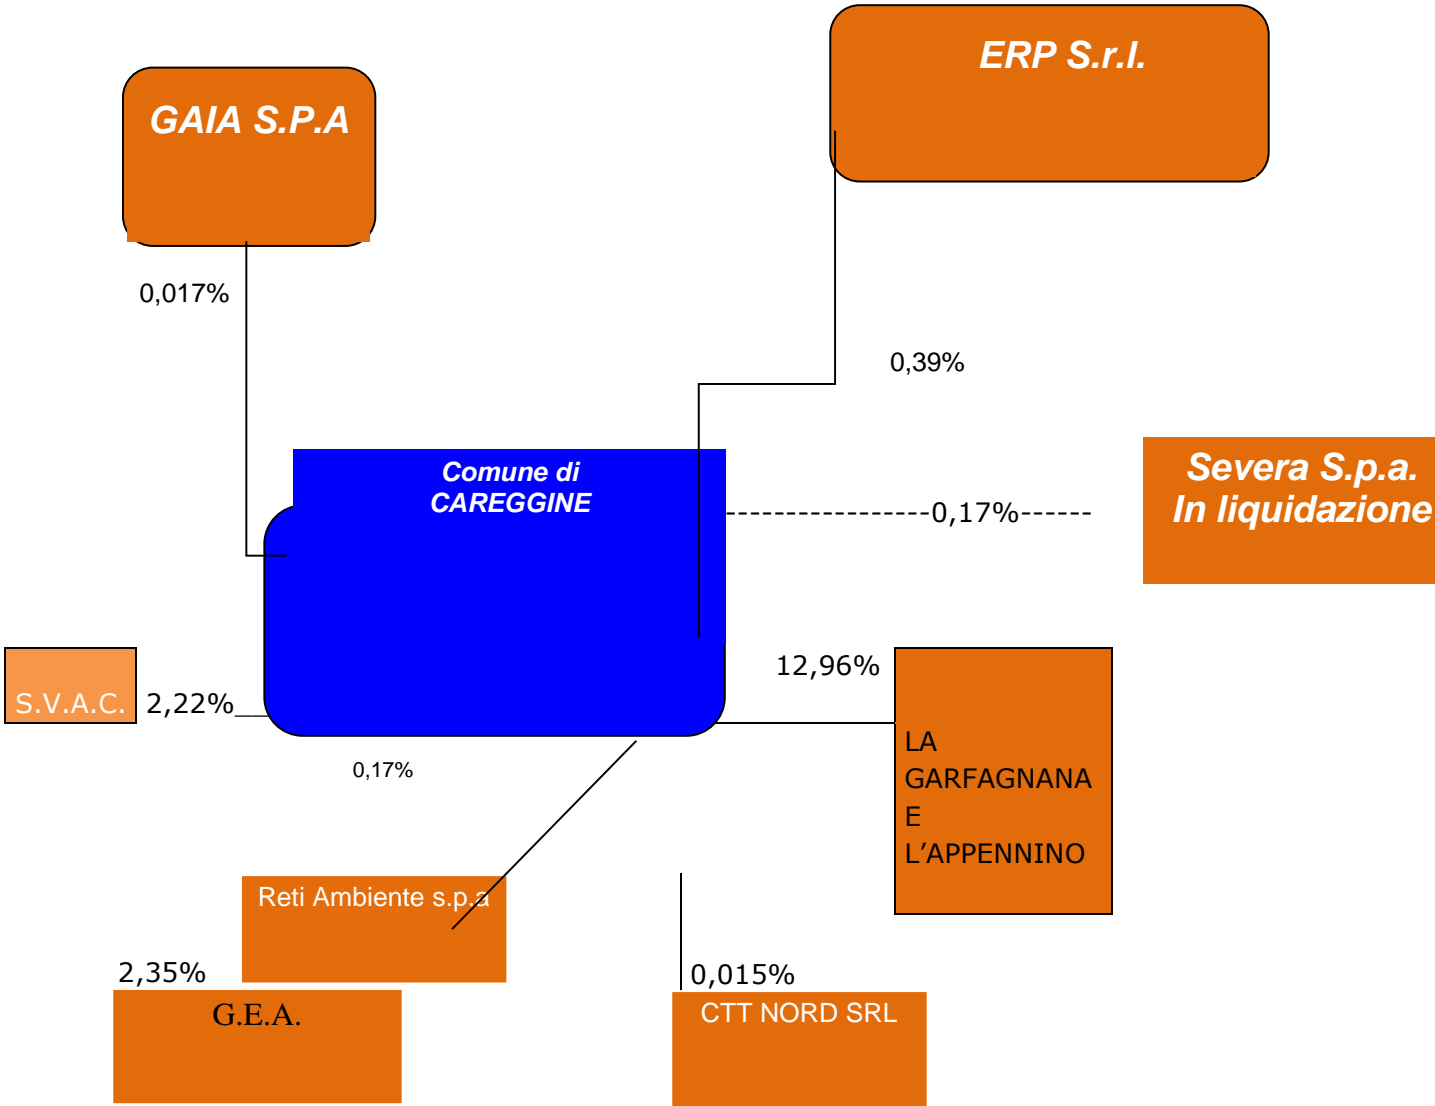 ERP S.r.l.
GAIA S.P.A
0,017%
0,39%
Comune di
CAREGGINE
Severa S.p.a.
In liquidazione
--------------0,17%------
S.V.A.C.
2,22%__
12,96%
LA
GARFAGNANA
E
L’APPENNINO
0,17%
Reti Ambiente s.p.a
2,35%
G.E.A.
0,015%
CTT NORD SRL